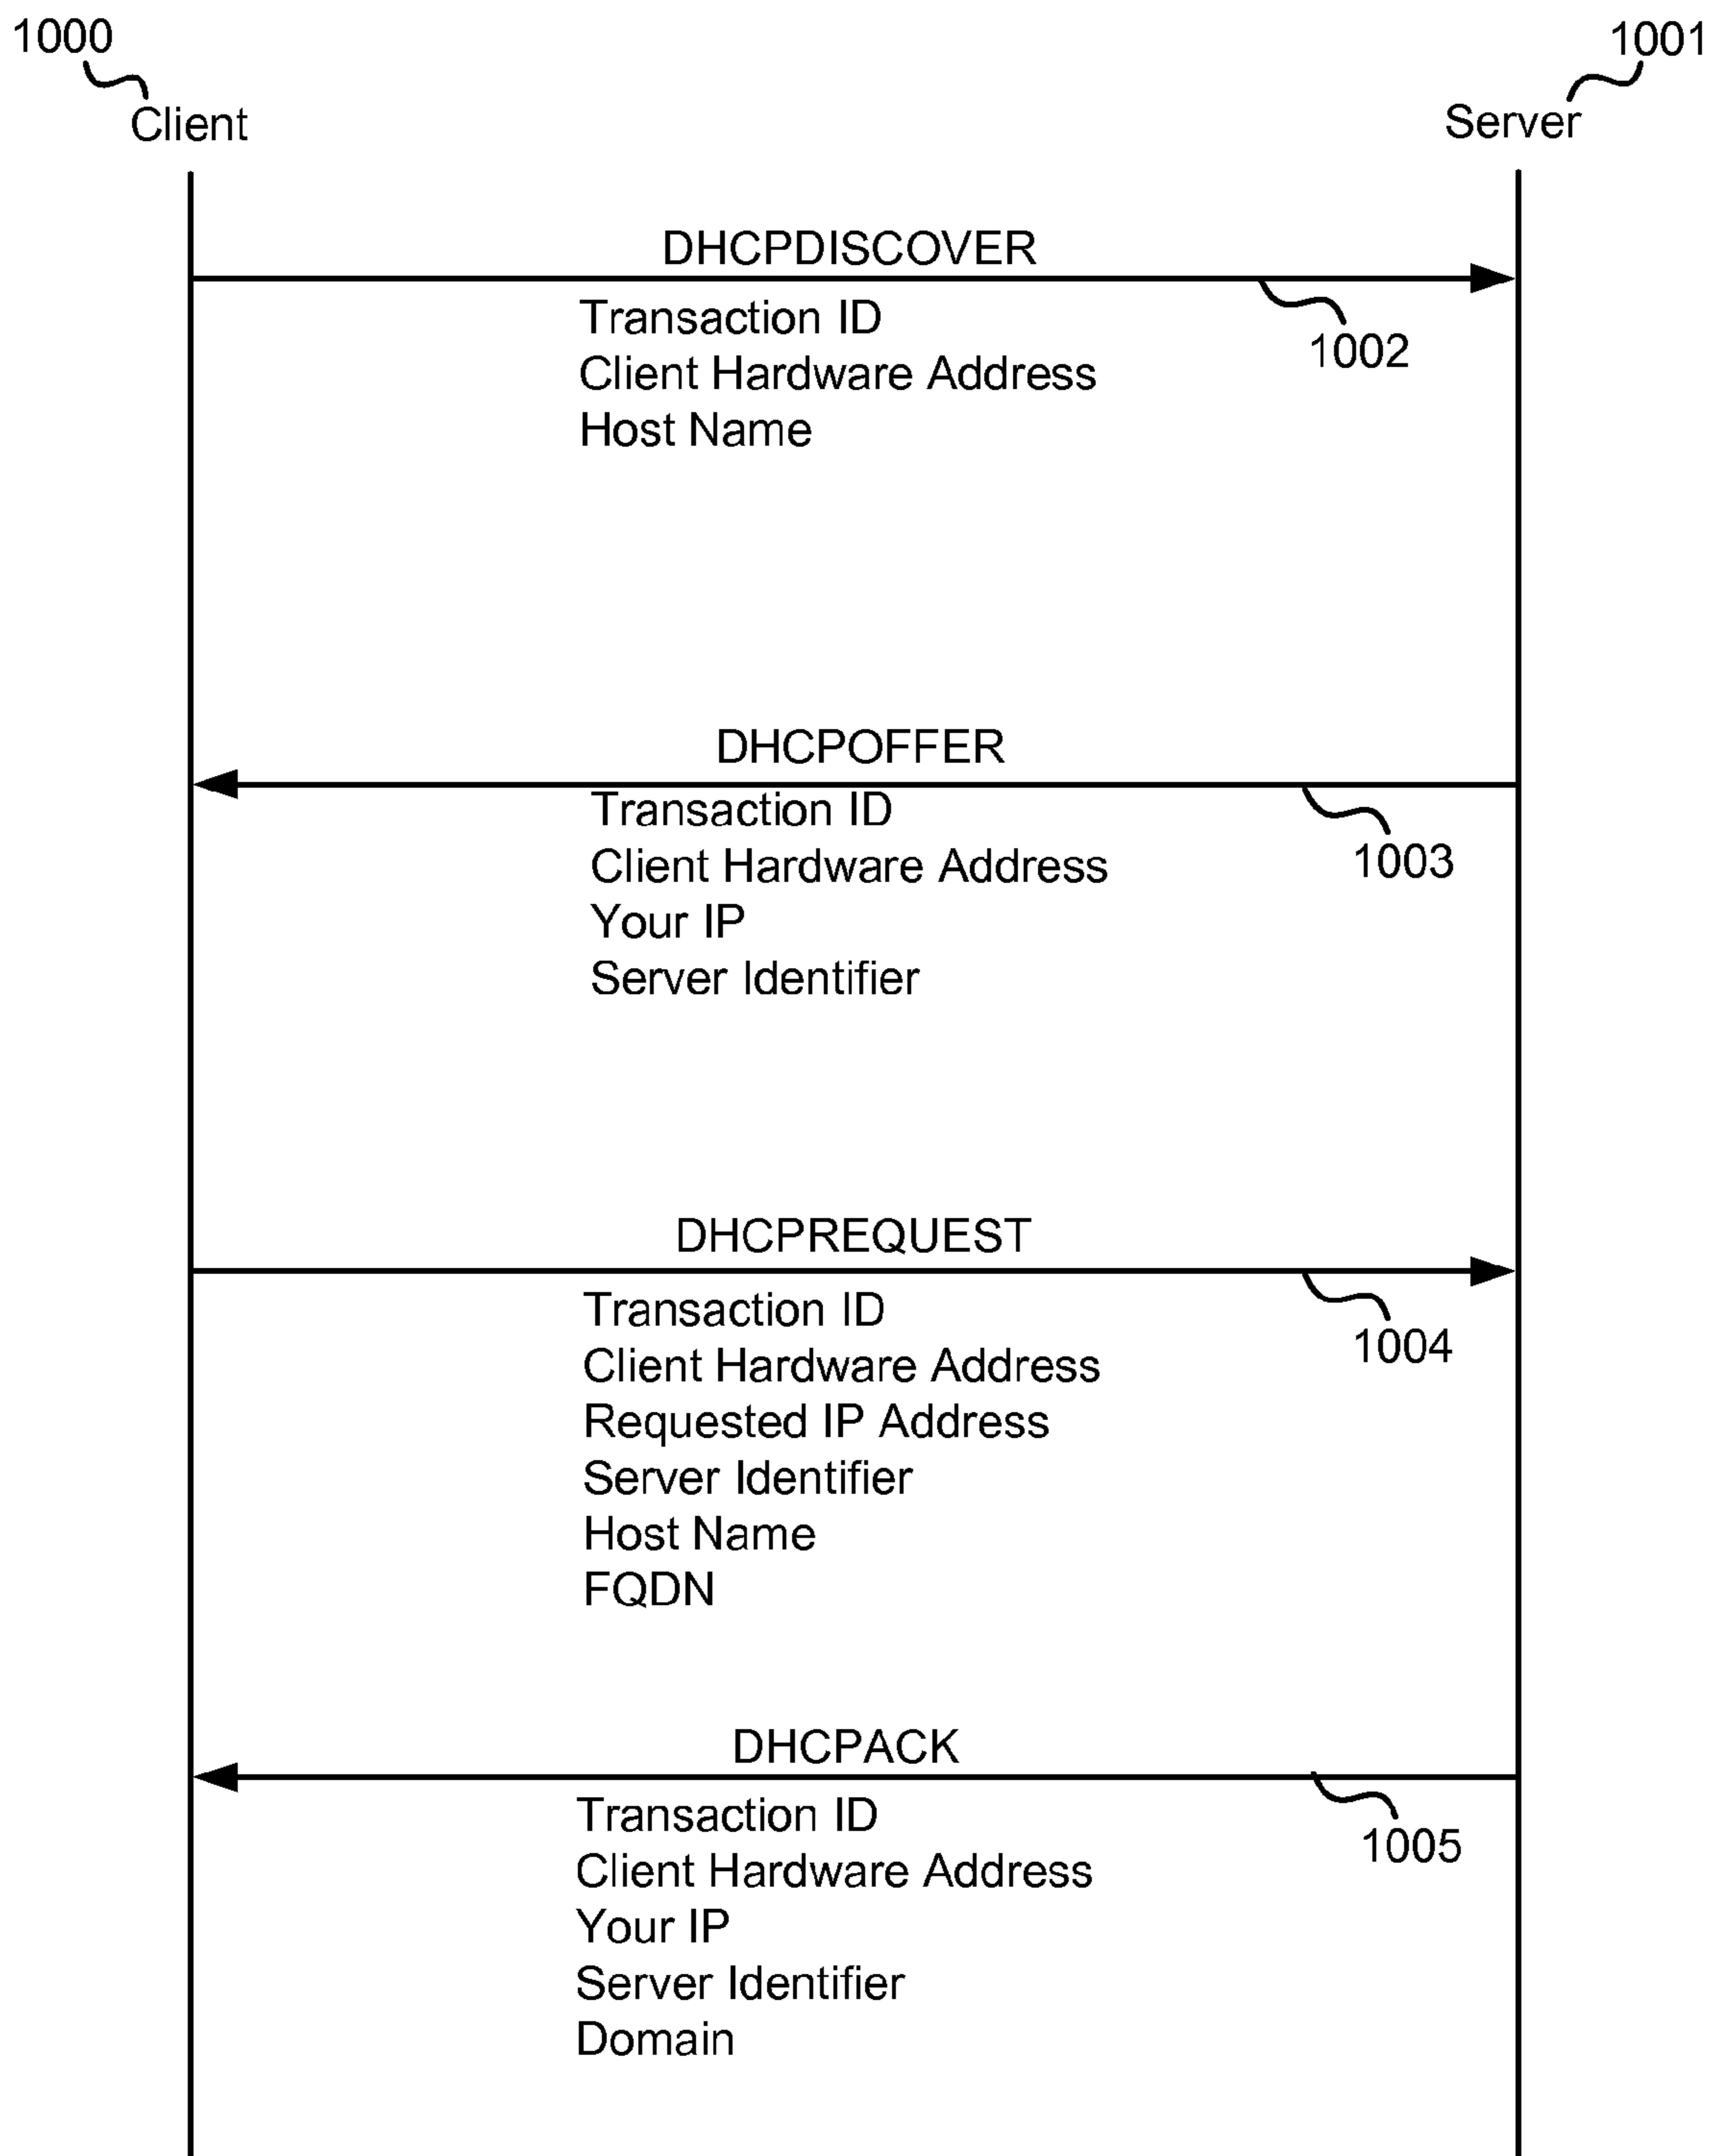 1000
1001
Client
Server
DHCPDISCOVER
Transaction ID
1002
Client Hardware Address
Host Name
DHCPOFFER
Transaction ID
Client Hardware Address
1003
Your IP
Server Identifier
DHCPREQUEST
Transaction ID
1004
Client Hardware Address
Requested IP Address
Server Identifier
Host Name
FQDN
DHCPACK
Transaction ID
1005
Client Hardware Address
Your IP
Server Identifier
Domain